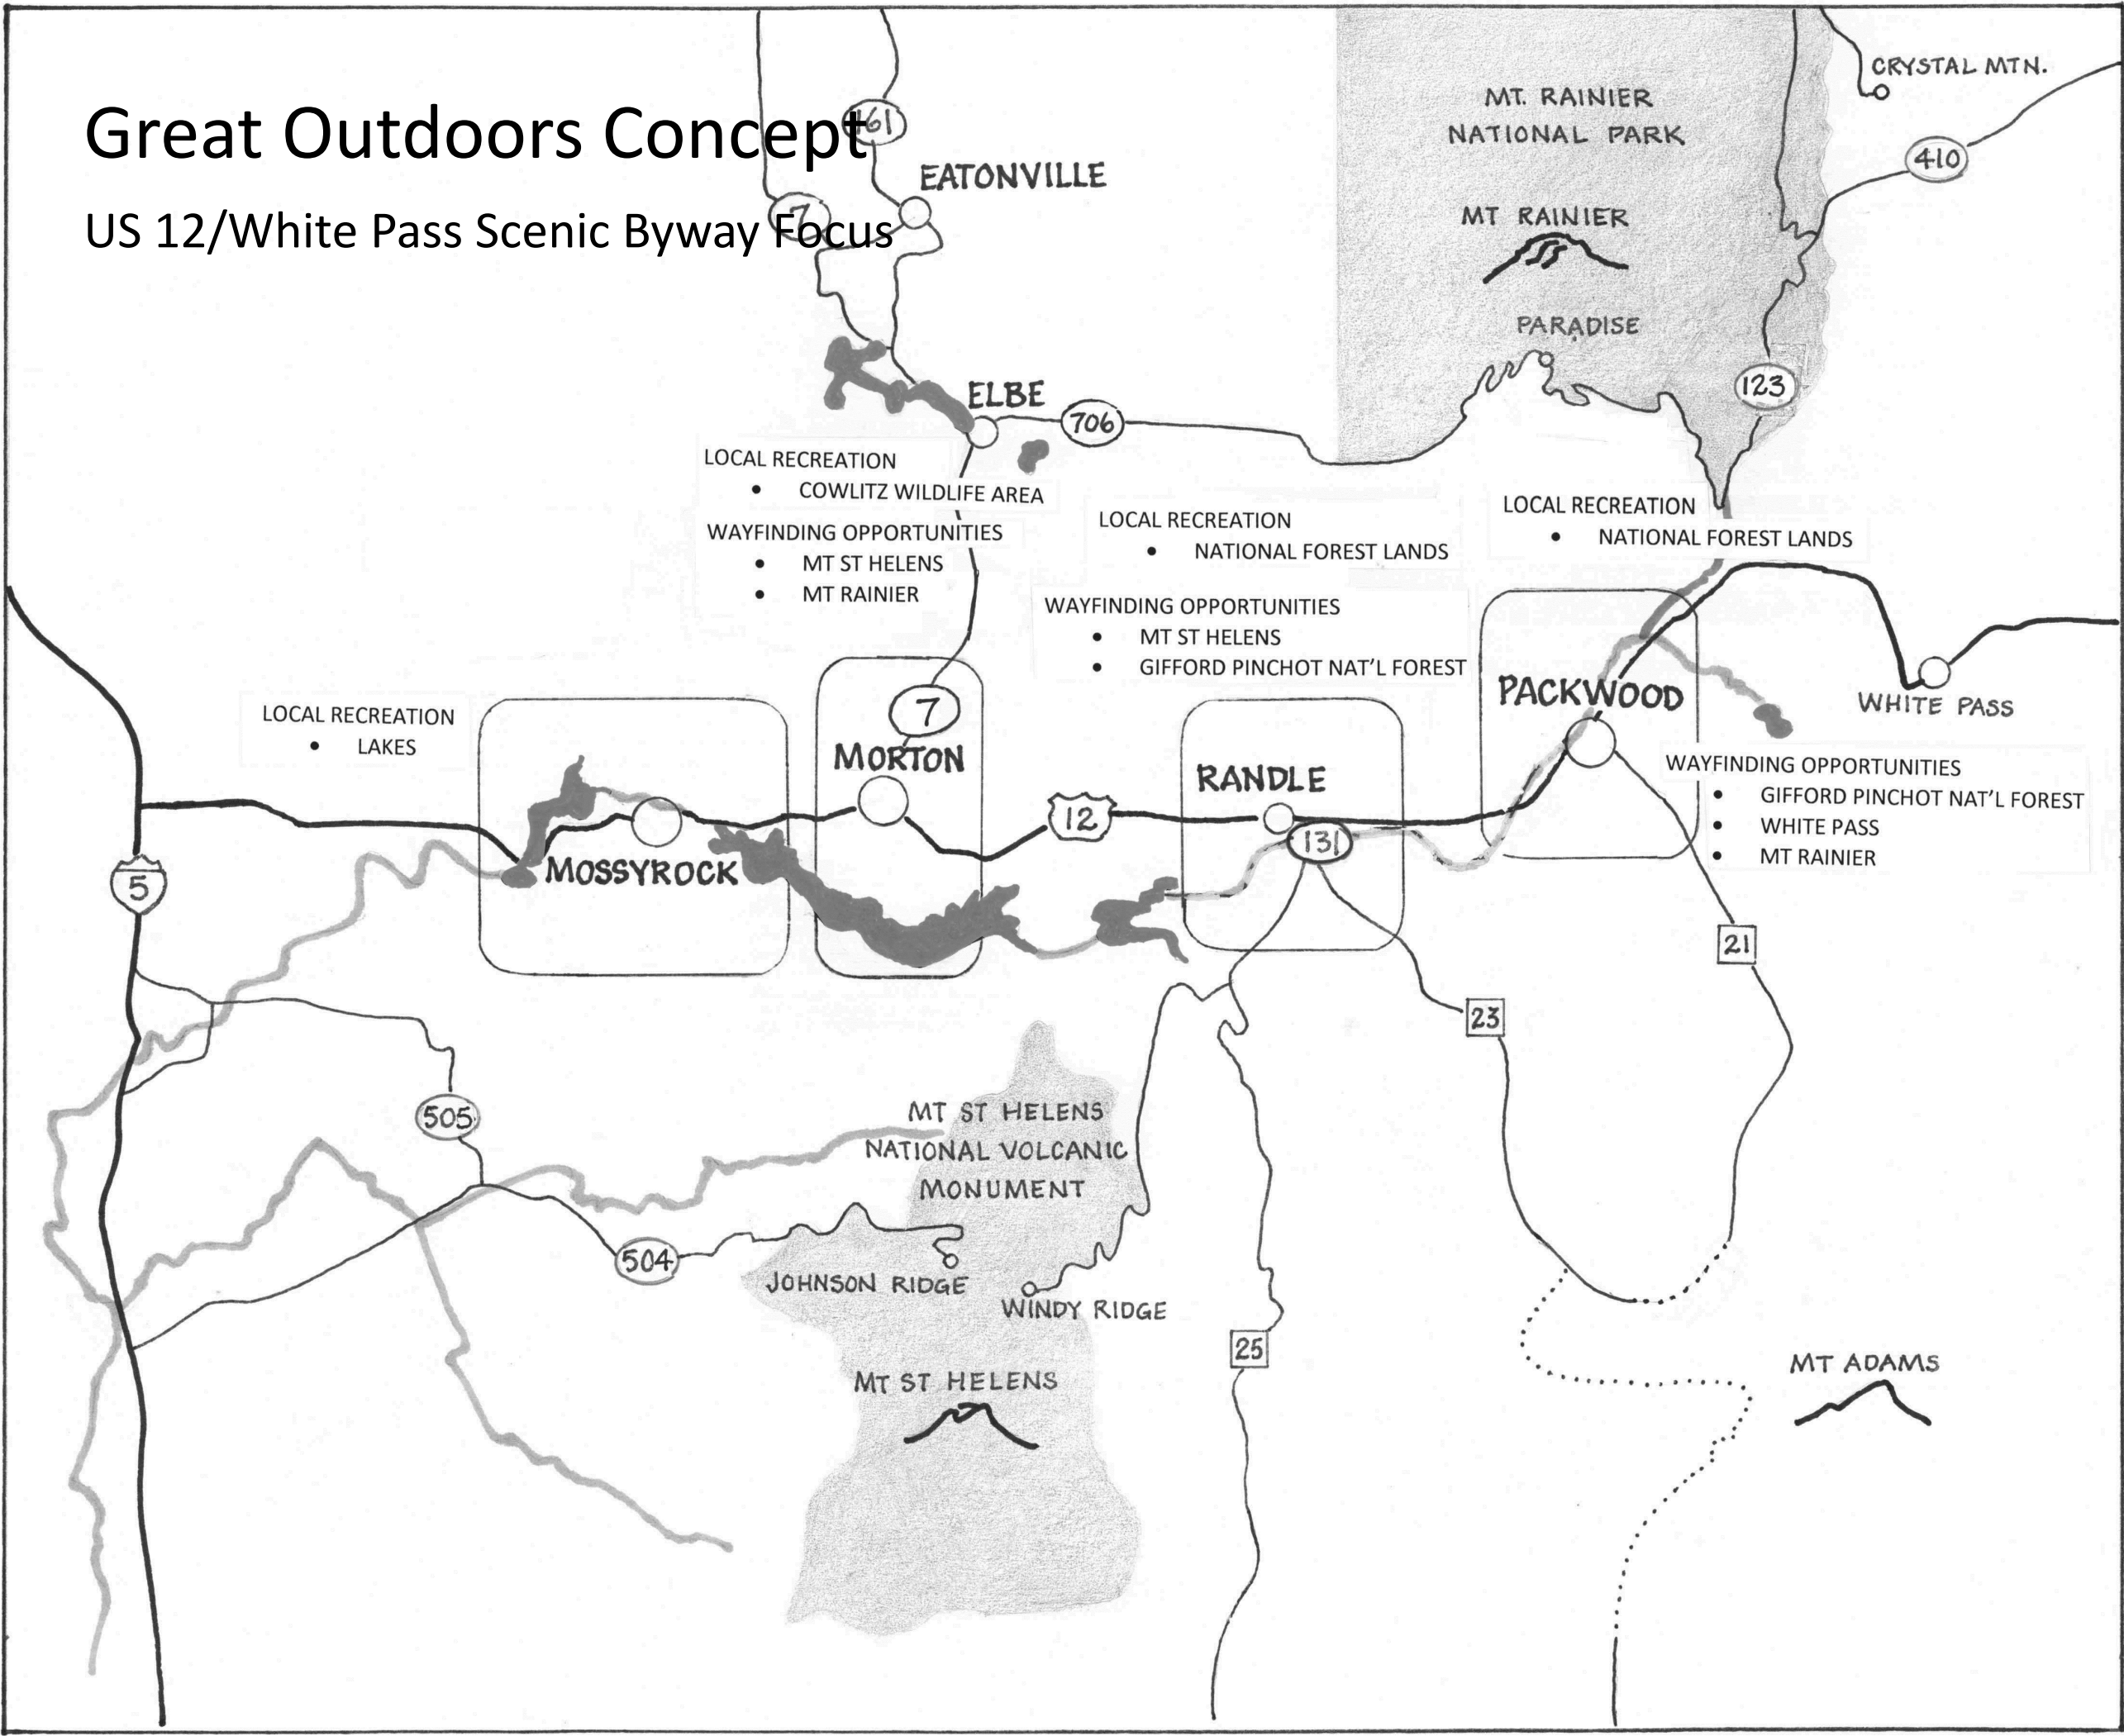 Great Outdoors Concept
US 12/White Pass Scenic Byway Focus
161
7
EATONVILLE
MT. RAINIER
NATIONAL PARK
MT RAINIER
PARADISE
CRYSTAL MTN.
410
123
ELBE
706
LOCAL RECREATION
• COWLITZ WILDLIFE AREA
WAYFINDING OPPORTUNITIES
• MT ST HELENS
• MT RAINIER
LOCAL RECREATION
• NATIONAL FOREST LANDS
WAYFINDING OPPORTUNITIES
• MT ST HELENS
• GIFFORD PINCHOT NAT'L FOREST
LOCAL RECREATION
• NATIONAL FOREST LANDS
LOCAL RECREATION
• LAKES
7
MORTON
MOSSYROCK
12
RANDLE
131
PACKWOOD
WHITE PASS
WAYFINDING OPPORTUNITIES
• GIFFORD PINCHOT NAT'L FOREST
• WHITE PASS
• MT RAINIER
5
21
23
505
MT ST HELENS
NATIONAL VOLCANIC
MONUMENT
504
JOHNSON RIDGE
WINDY RIDGE
25
MT ST HELENS
MT ADAMS